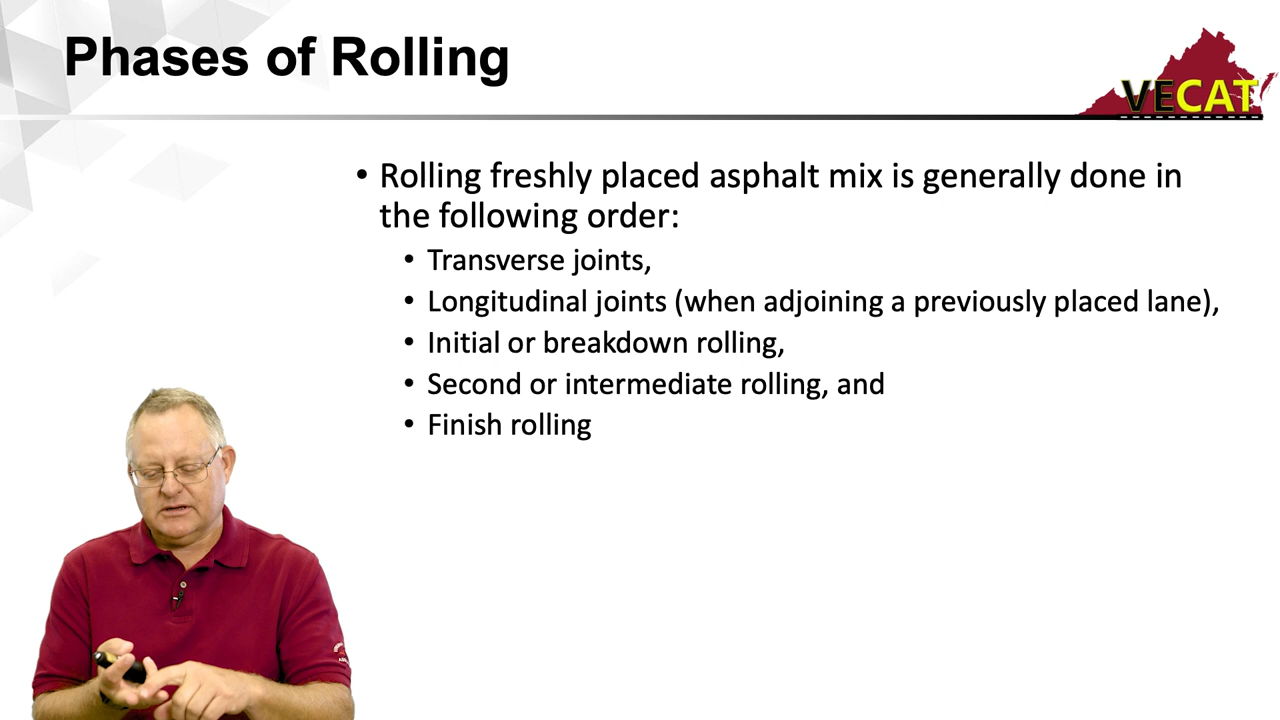 Phases of Rolling
VECAT
• Rolling freshly placed asphalt mix is generally done in
the following order:
• Transverse joints,
• Longitudinal joints (when adjoining a previously placed lane),
• Initial or breakdown rolling,
• Second or intermediate rolling, and
• Finish rolling